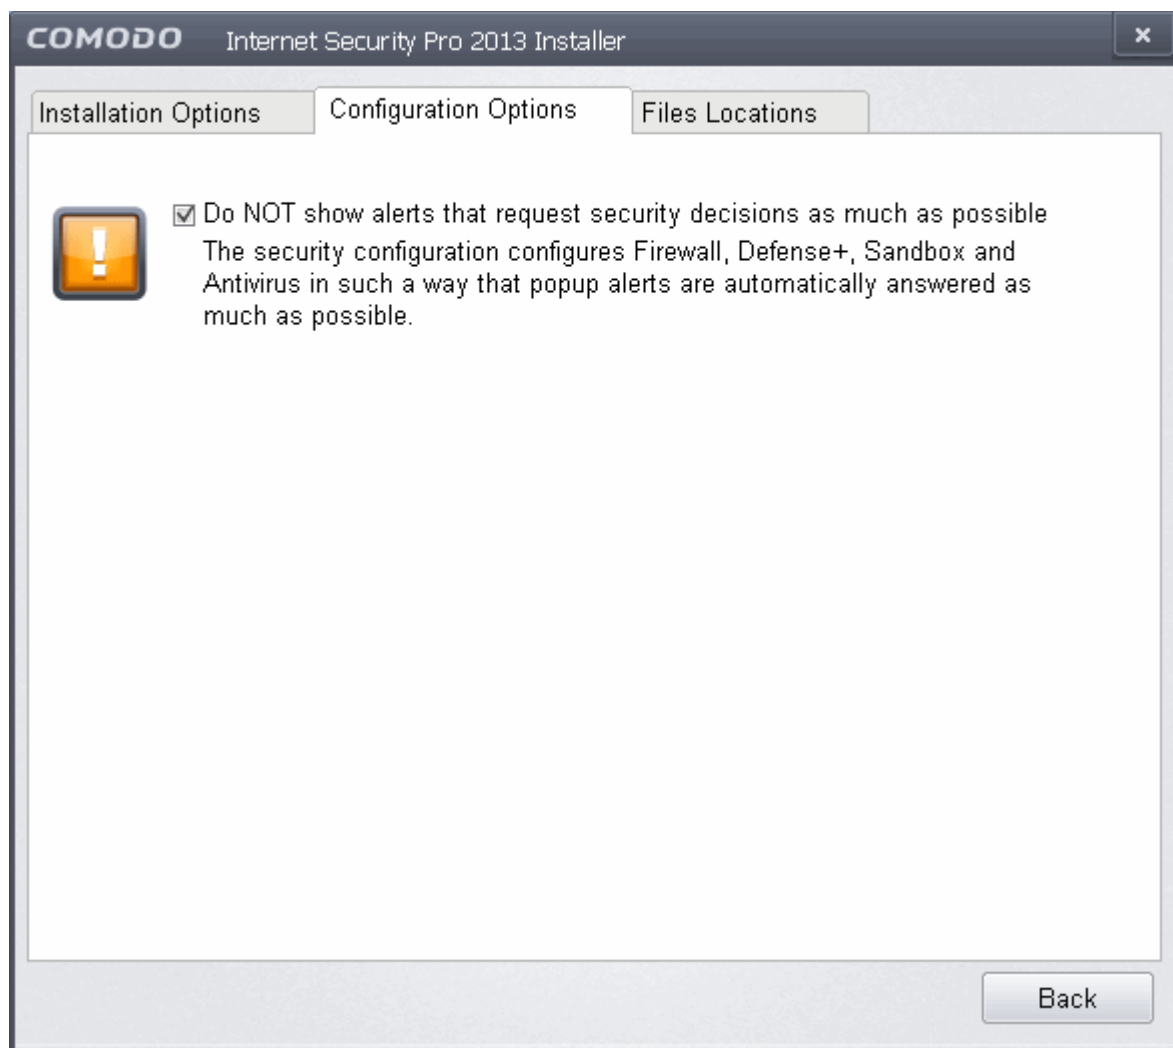 COMODO Internet Security Pro 2013 Installer
Installation Options
Configuration Options
Files Locations
Do NOT show alerts that request security decisions as much as possible
The security configuration configures Firewall, Defense+, Sandbox and
Antivirus in such a way that popup alerts are automatically answered as
much as possible.
Back